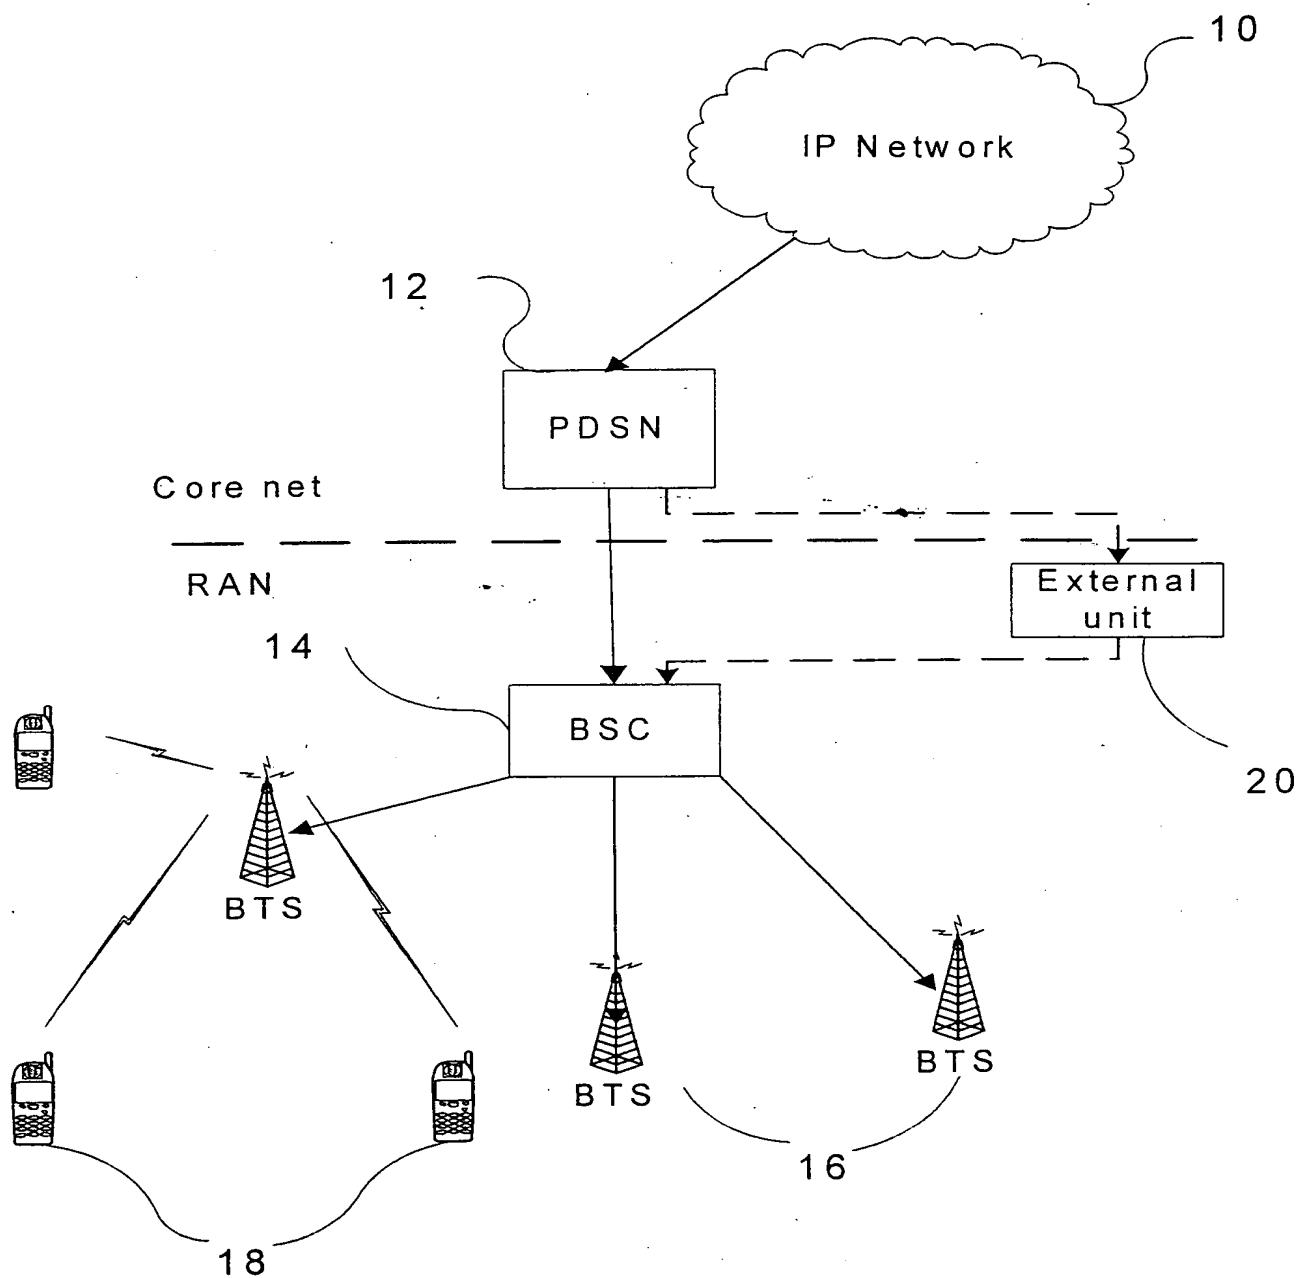 10
IP Network
12
PDSN
Core net
RAN
External
unit
14
BSC
20
BTS
BTS
BTS
16
18